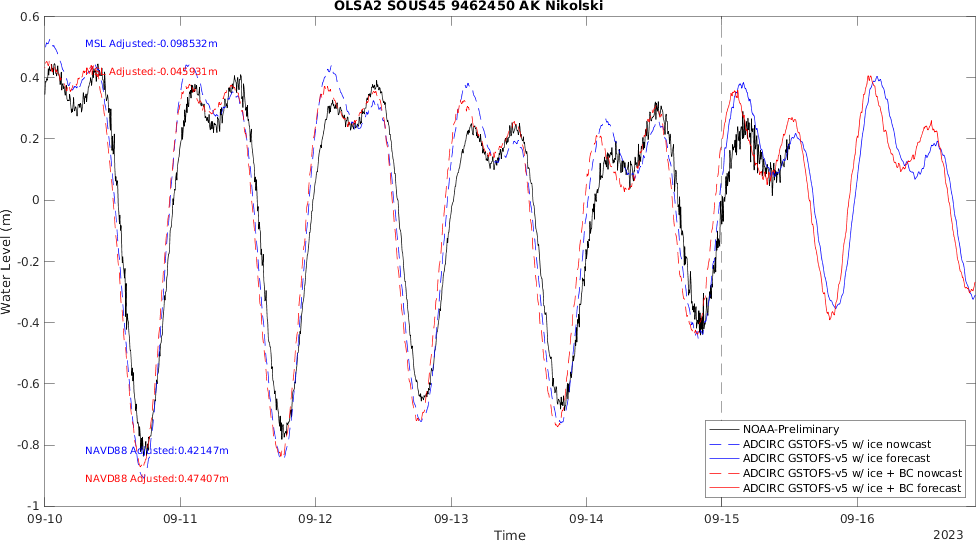 OLSA2 SOUS45 9462450 AK Nikolski
0.6
0.4
0.2
0
-0.2
-0.4
-0.6
-0.8
-1
Water Level (m)
MSL Adjusted:-0.098532m
MSL Adjusted:-0.045931m
NAVD88 Adjusted:0.42147m
NAVD88 Adjusted:0.47407m
NOAA-Preliminary
ADCIRC GSTOFS-v5 w/ ice nowcast
ADCIRC GSTOFS-v5 w/ ice forecast
ADCIRC GSTOFS-v5 w/ ice + BC nowcast
ADCIRC GSTOFS-v5 w/ ice + BC forecast
09-10 09-11 09-12 09-13 09-14 09-15 09-16
Time
2023